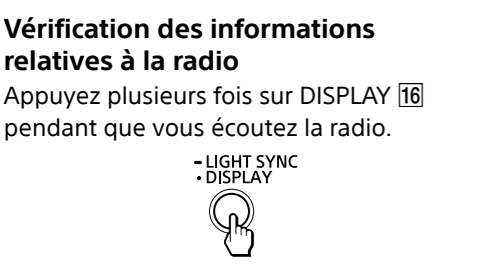 Vérification des informations
relatives à la radio
Appuyez plusieurs fois sur DISPLAY 16
pendant que vous écoutez la radio.
– LIGHT SYNC
• DISPLAY